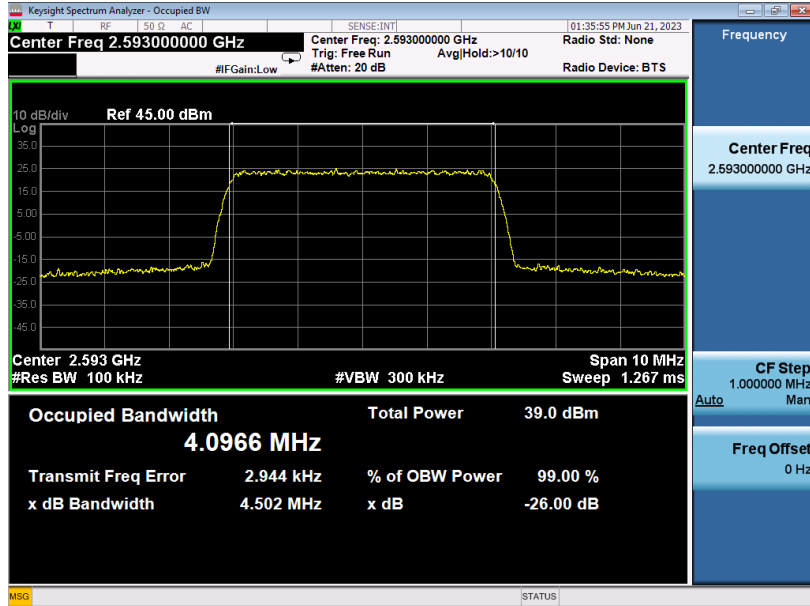 Keysight Spectrum Analyzer - Occupied BW
LXI T RF 50 Ω AC SENSE:INT 01:35:55 PM Jun 21, 2023
Center Freq 2.593000000 GHz
Center Freq: 2.593000000 GHz Radio Std: None
Trig: Free Run Avg|Hold:>10/10
#IFGain:Low #Atten: 20 dB Radio Device: BTS
10 dB/div Ref 45.00 dBm
Log
35.0
25.0
15.0
5.00
-5.00
-15.0
-25.0
-35.0
-45.0
Center 2.593 GHz Span 10 MHz
#Res BW 100 kHz #VBW 300 kHz Sweep 1.267 ms
Occupied Bandwidth Total Power 39.0 dBm
4.0966 MHz
Transmit Freq Error 2.944 kHz % of OBW Power 99.00 %
x dB Bandwidth 4.502 MHz x dB -26.00 dB
MSG STATUS
Frequency
Center Freq
2.593000000 GHz
CF Step
1.000000 MHz
Auto Man
Freq Offset
0 Hz